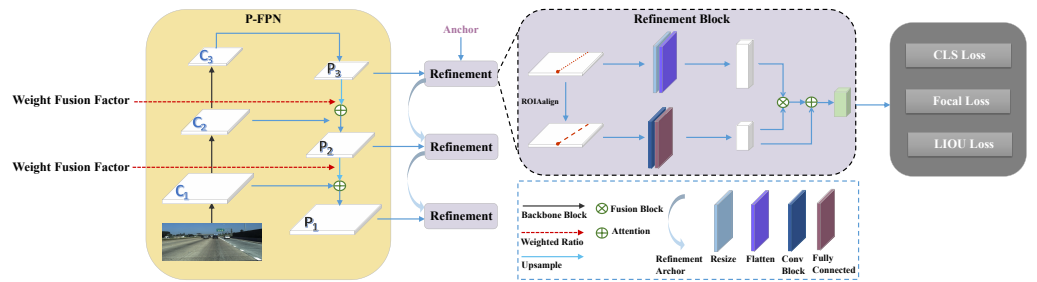 P-FPN
C3
P3
Weight Fusion Factor
C2
P2
Weight Fusion Factor
C1
P1
Anchor
Refinement
Refinement
Refinement
Refinement Block
ROIAalign
CLS Loss
Focal Loss
LIOU Loss
Backbone Block
Weighted Ratio
Upsample
Fusion Block
Attention
Refinement
Archor
Resize
Flatten
Conv
Block
Fully
Connected